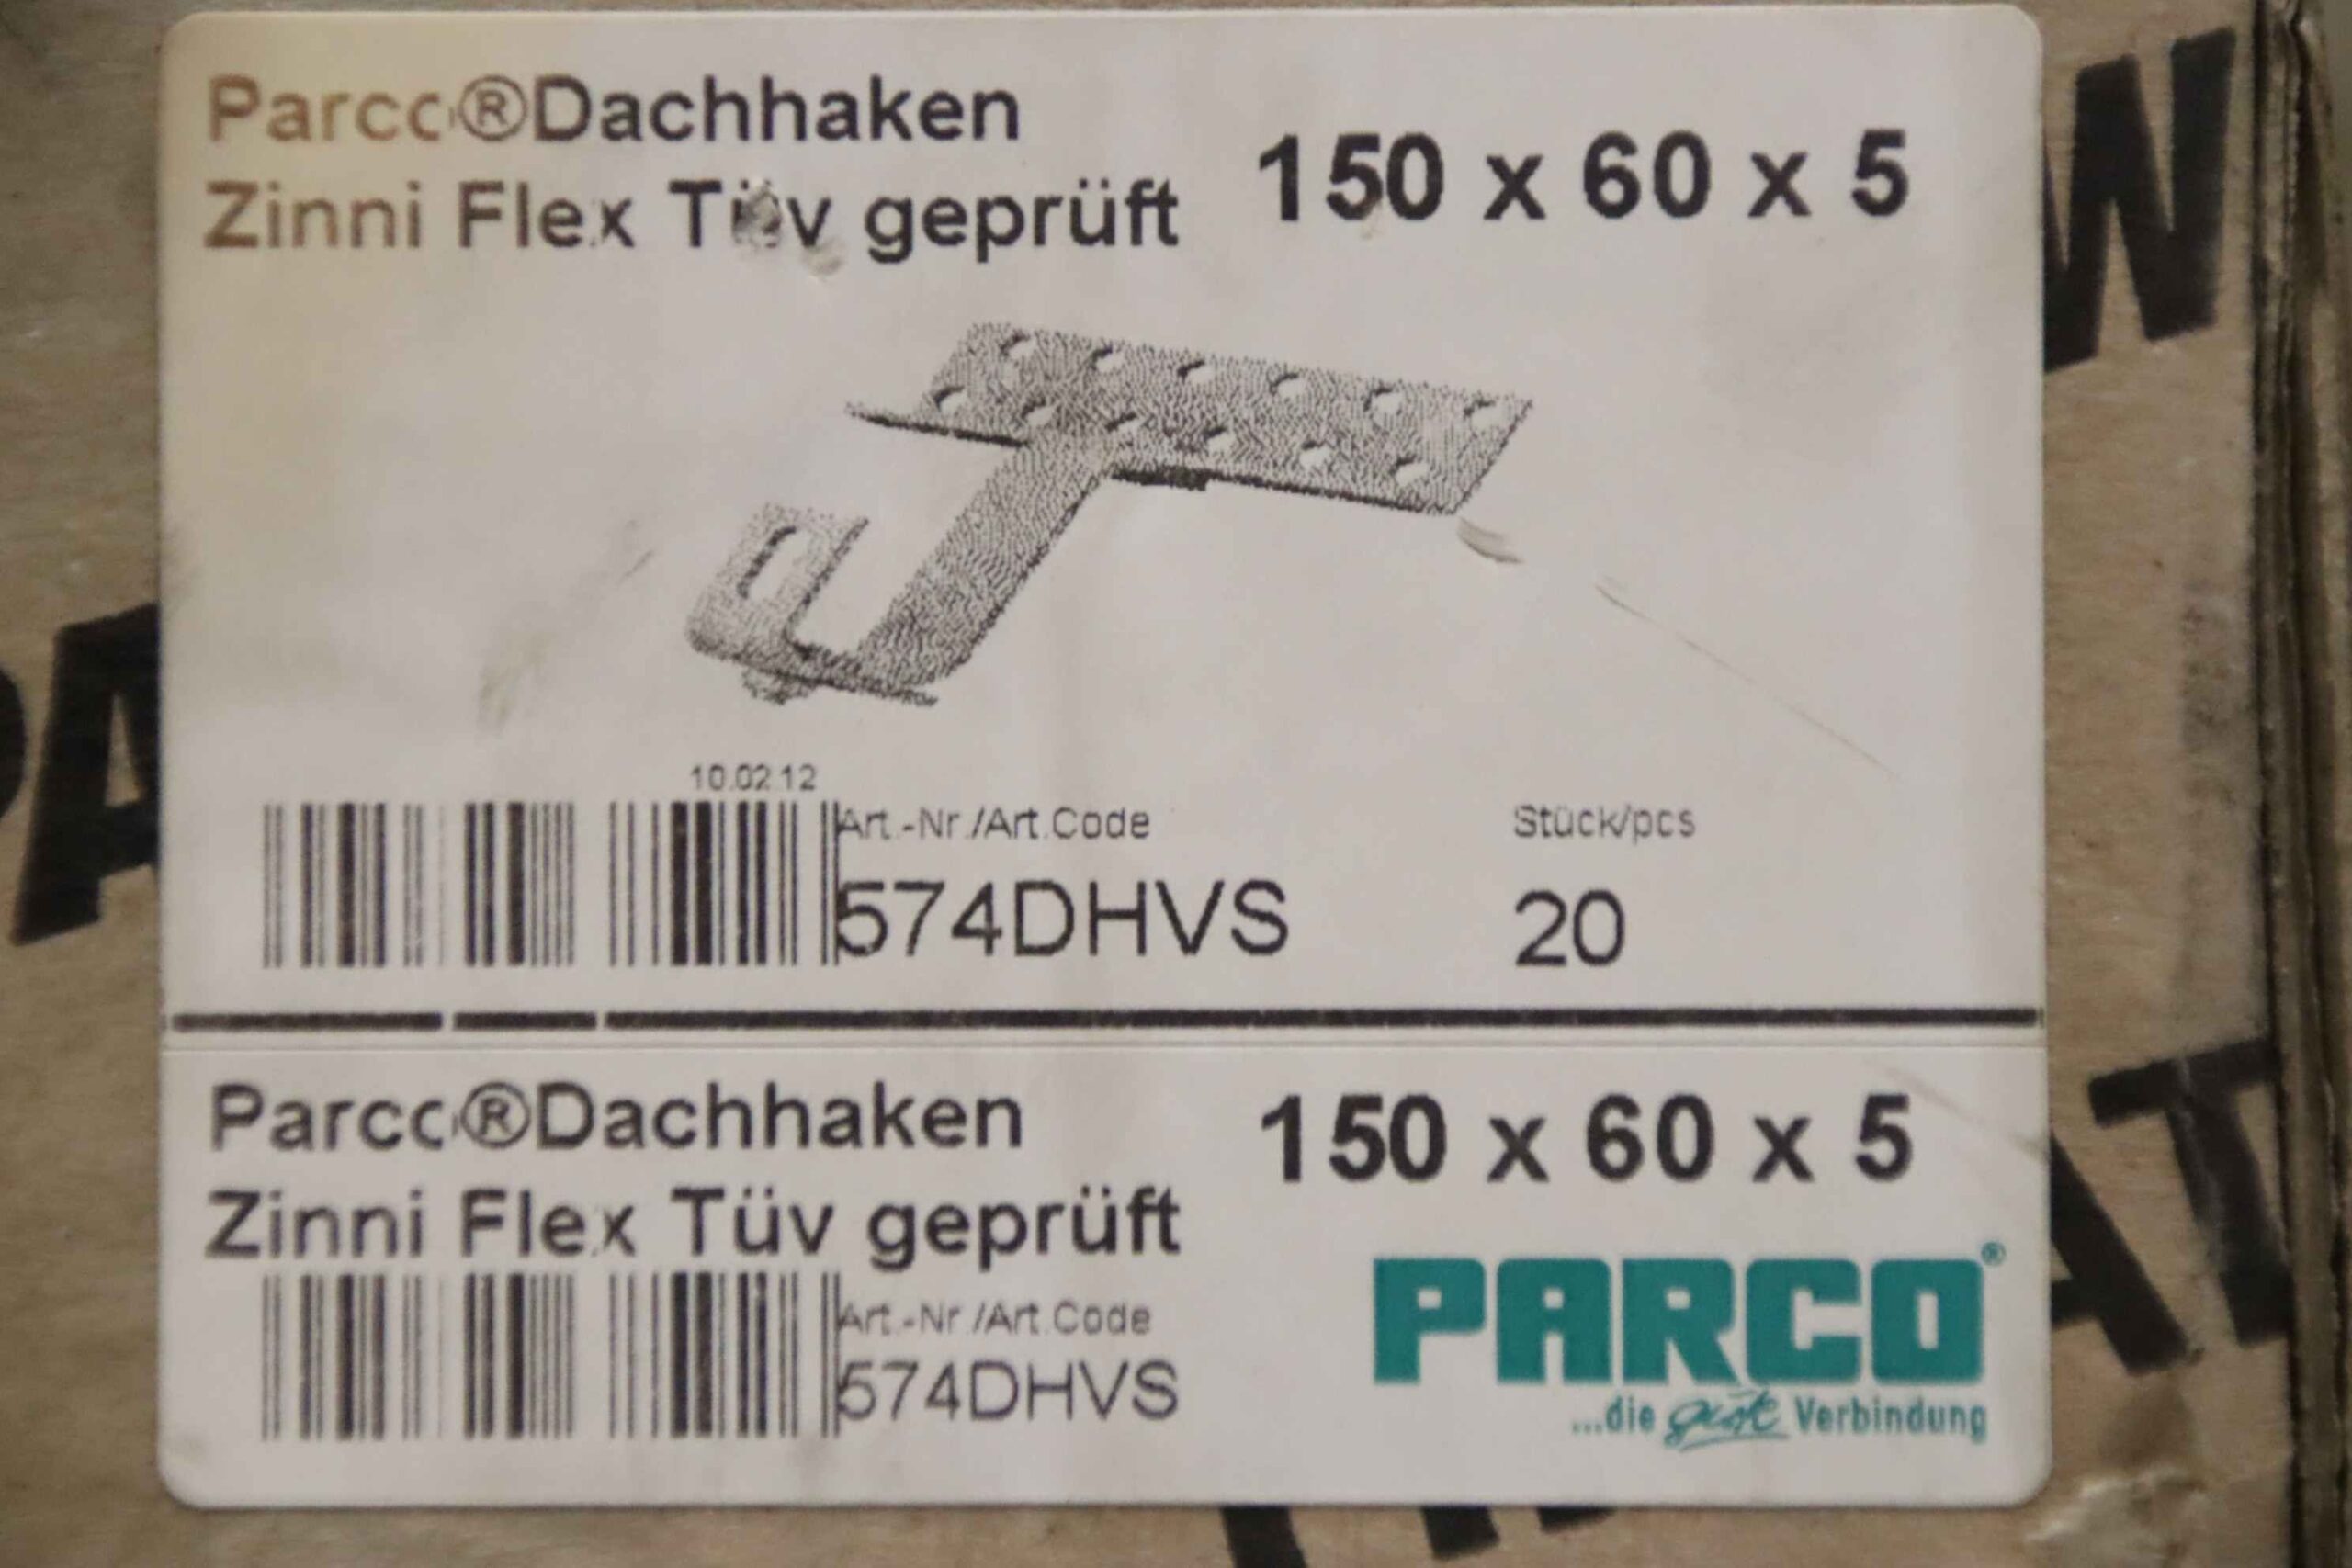 Parco®Dachhaken
Zinni Flex Tüv geprüft
150 x 60 x 5
10.02.12
Art.-Nr./Art.Code
574DHVS
Stück/pcs
20
Parco®Dachhaken
Zinni Flex Tüv geprüft
150 x 60 x 5
Art.-Nr./Art.Code
574DHVS
PARCO®
...die gute Verbindung